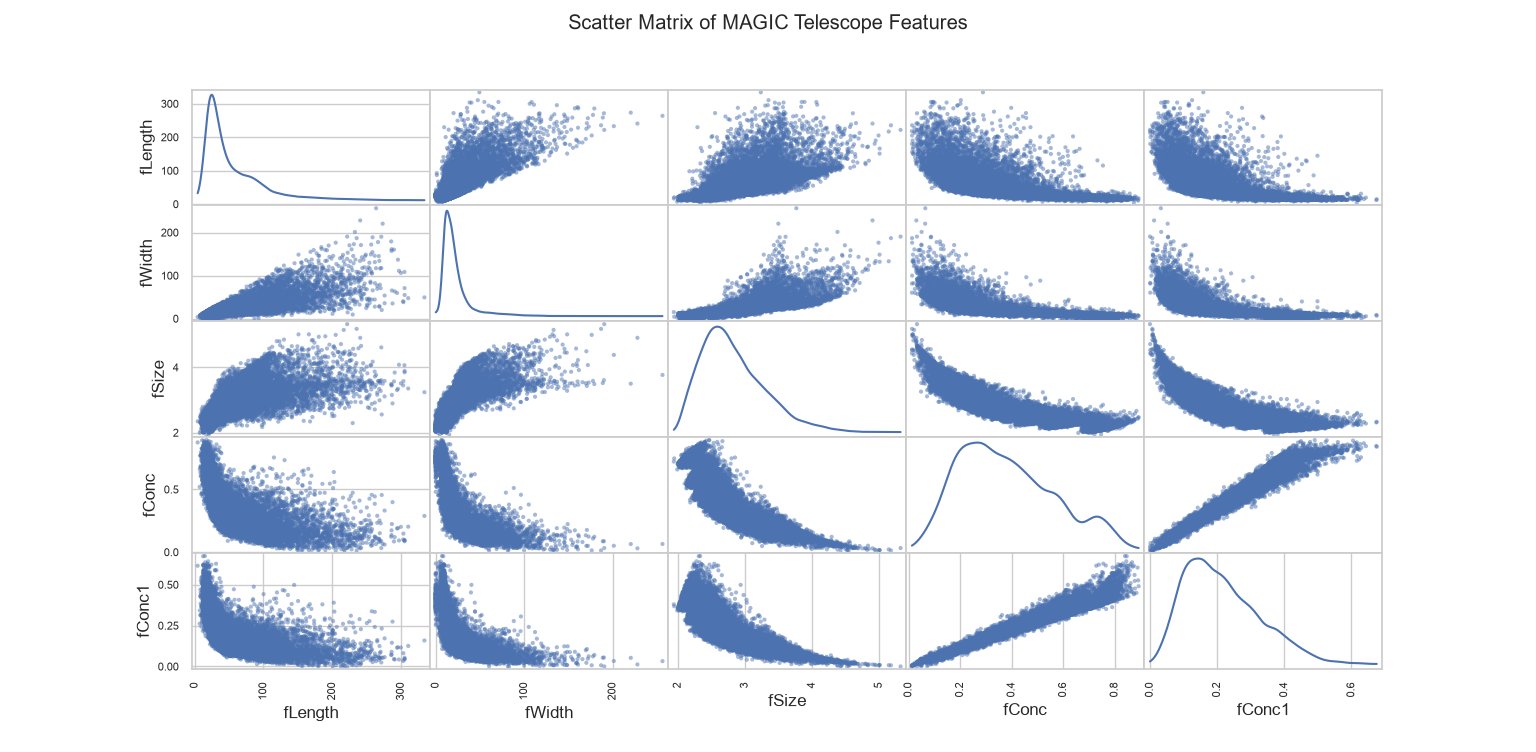 Scatter Matrix of MAGIC Telescope Features
fLength
300
200
100
0
fWidth
200
100
0
fSize
4
2
fConc
0.5
0.0
fConc1
0.50
0.25
0.00
0 100 200 300
0 100 200
2 3 4 5
0.0 0.2 0.4 0.6 0.8
0.0 0.2 0.4 0.6
fLength fWidth fSize fConc fConc1